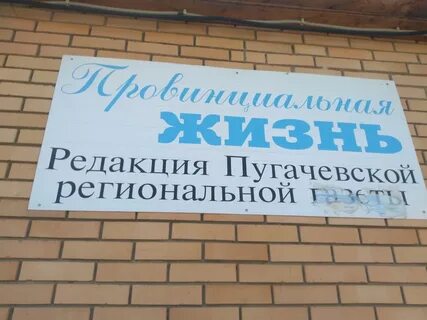 Провинциальная
ЖИЗНЬ
Редакция Пугачевской
региональной газеты